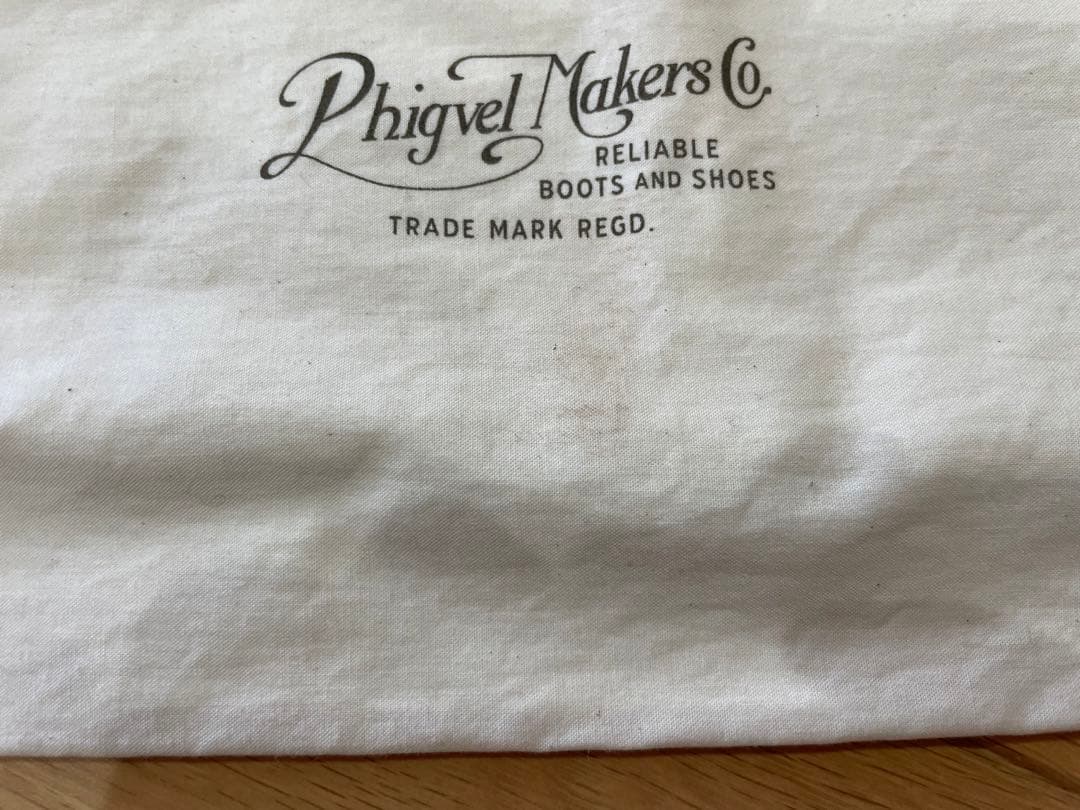 Phigvel Makers Co.
RELIABLE
BOOTS AND SHOES
TRADE MARK REGD.